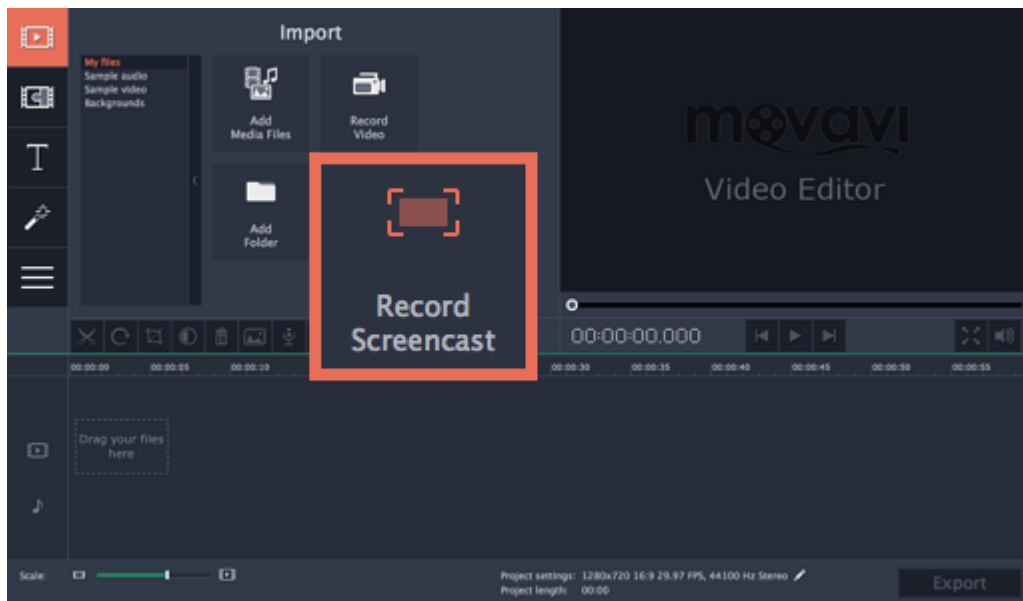 Import
My files
Sample audio
Sample video
Backgrounds
Add
Media Files
Record
Video
Add
Folder
Record
Screencast
movavi
Video Editor
00:00:00.000
00:00:00 00:00:05 00:00:10 00:00:30 00:00:35 00:00:40 00:00:45 00:00:50 00:00:55
Drag your files
here
Scale:
Project settings: 1280x720 16:9 29.97 FPS, 44100 Hz Stereo
Project length: 00:00
Export